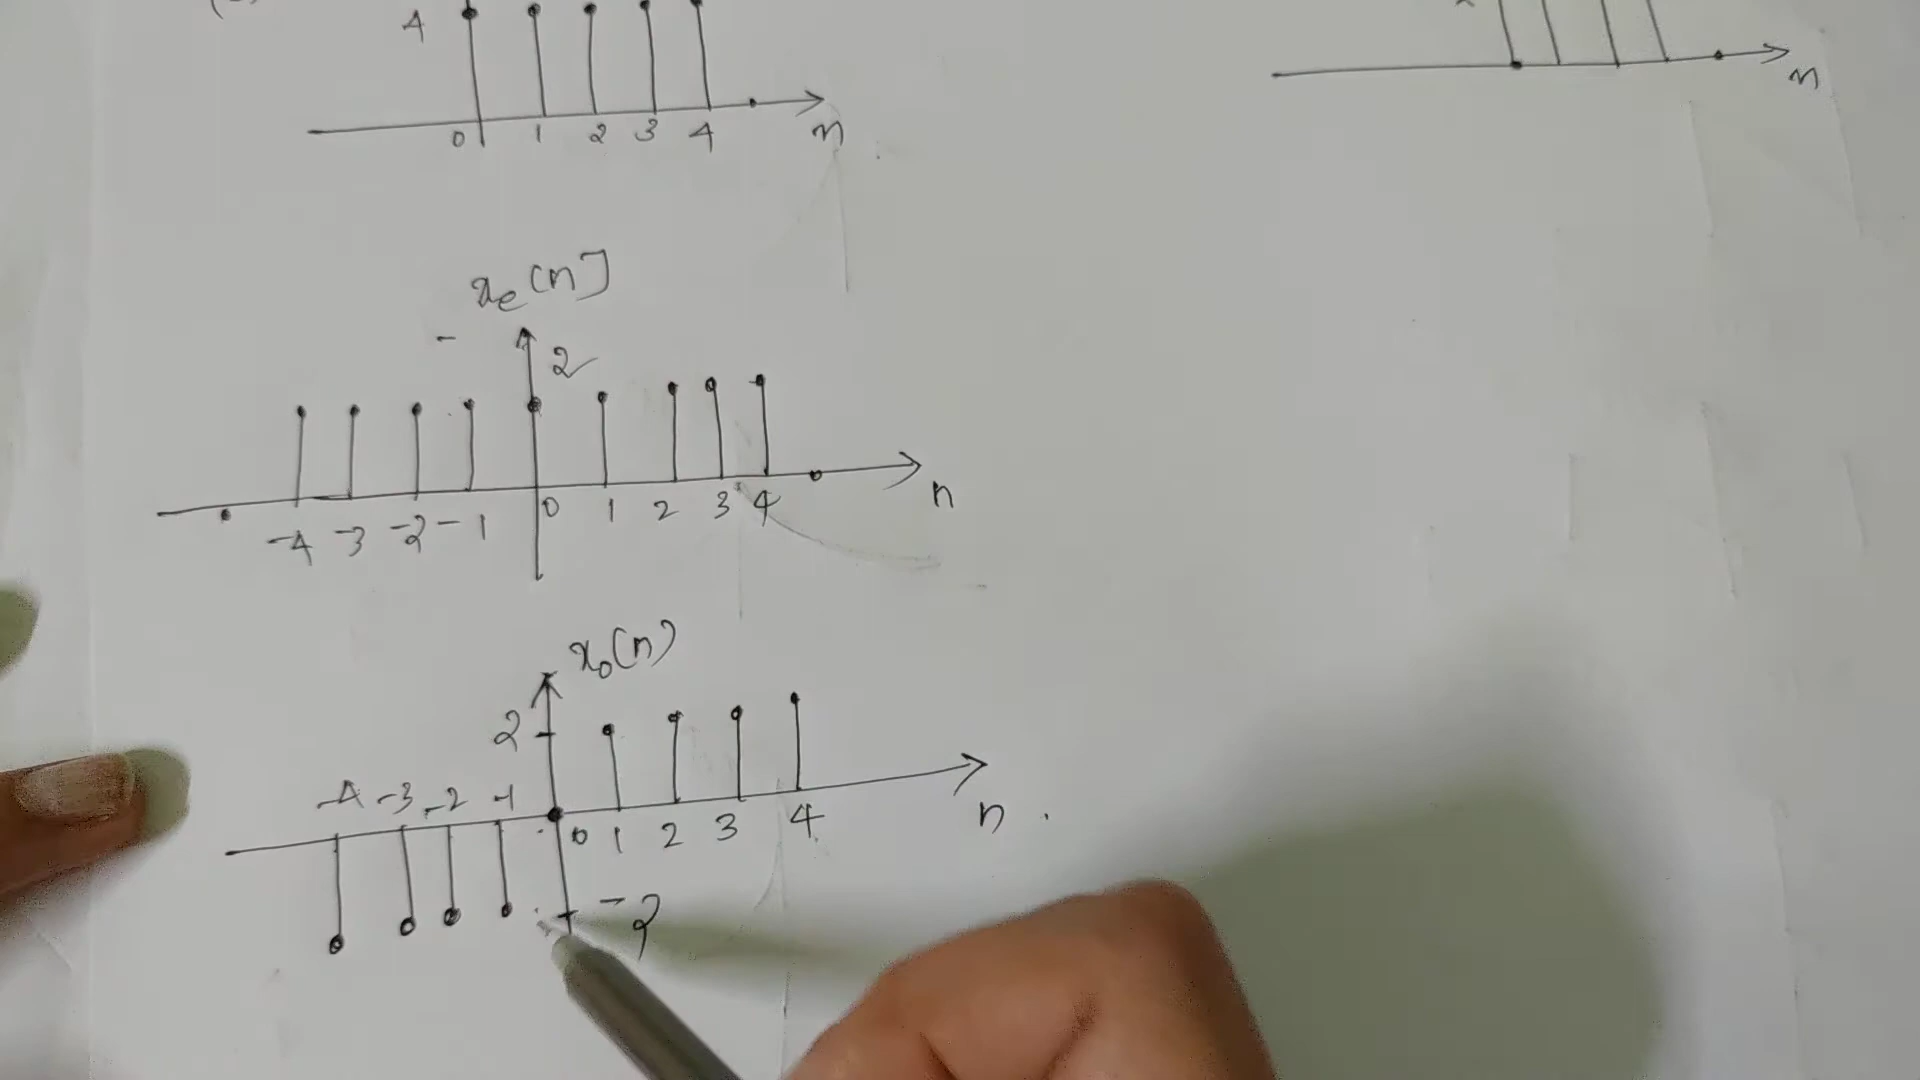 4
0 1 2 3 4 n
n
xe(n]
2
-4 -3 -2 -1 0 1 2 3 4 n
x0(n)
2
-4 -3 -2 -1 0 1 2 3 4 n
-2